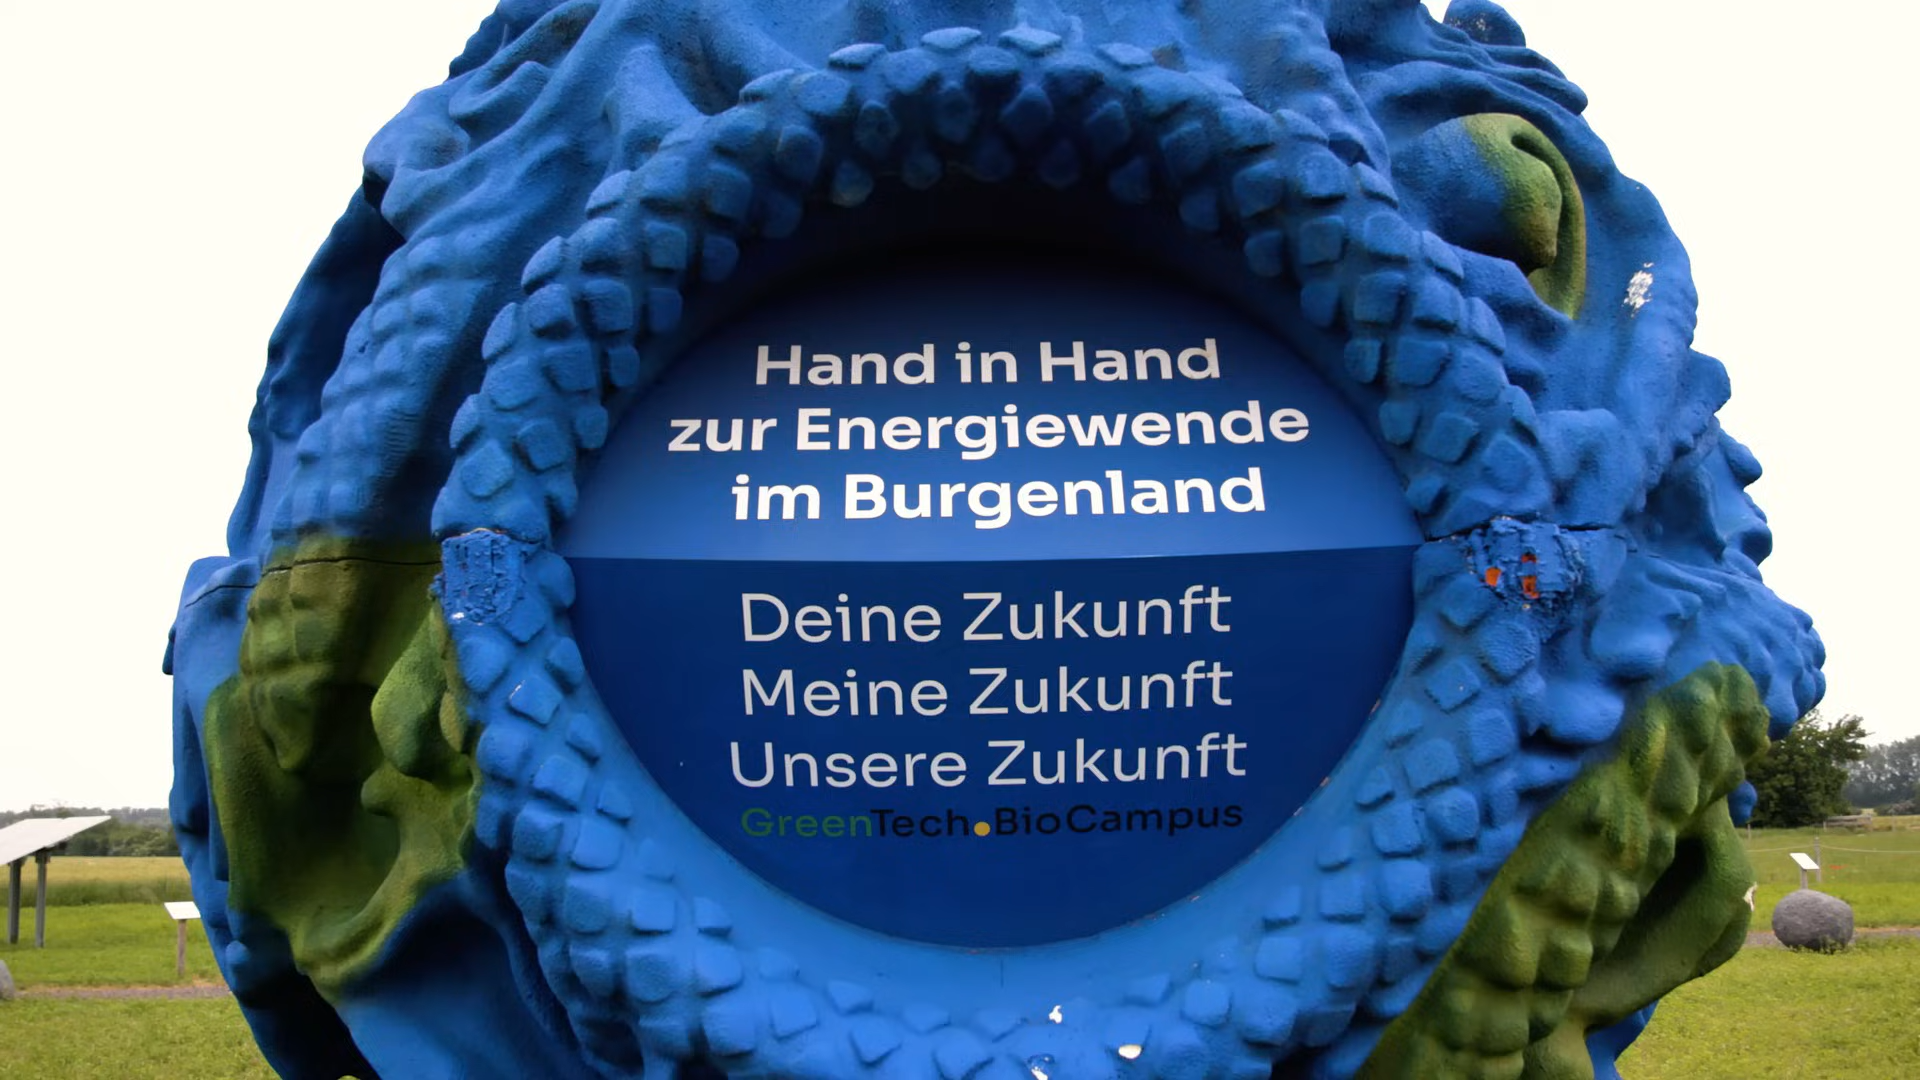 Hand in Hand
zur Energiewende
im Burgenland
Deine Zukunft
Meine Zukunft
Unsere Zukunft
GreenTech.BioCampus